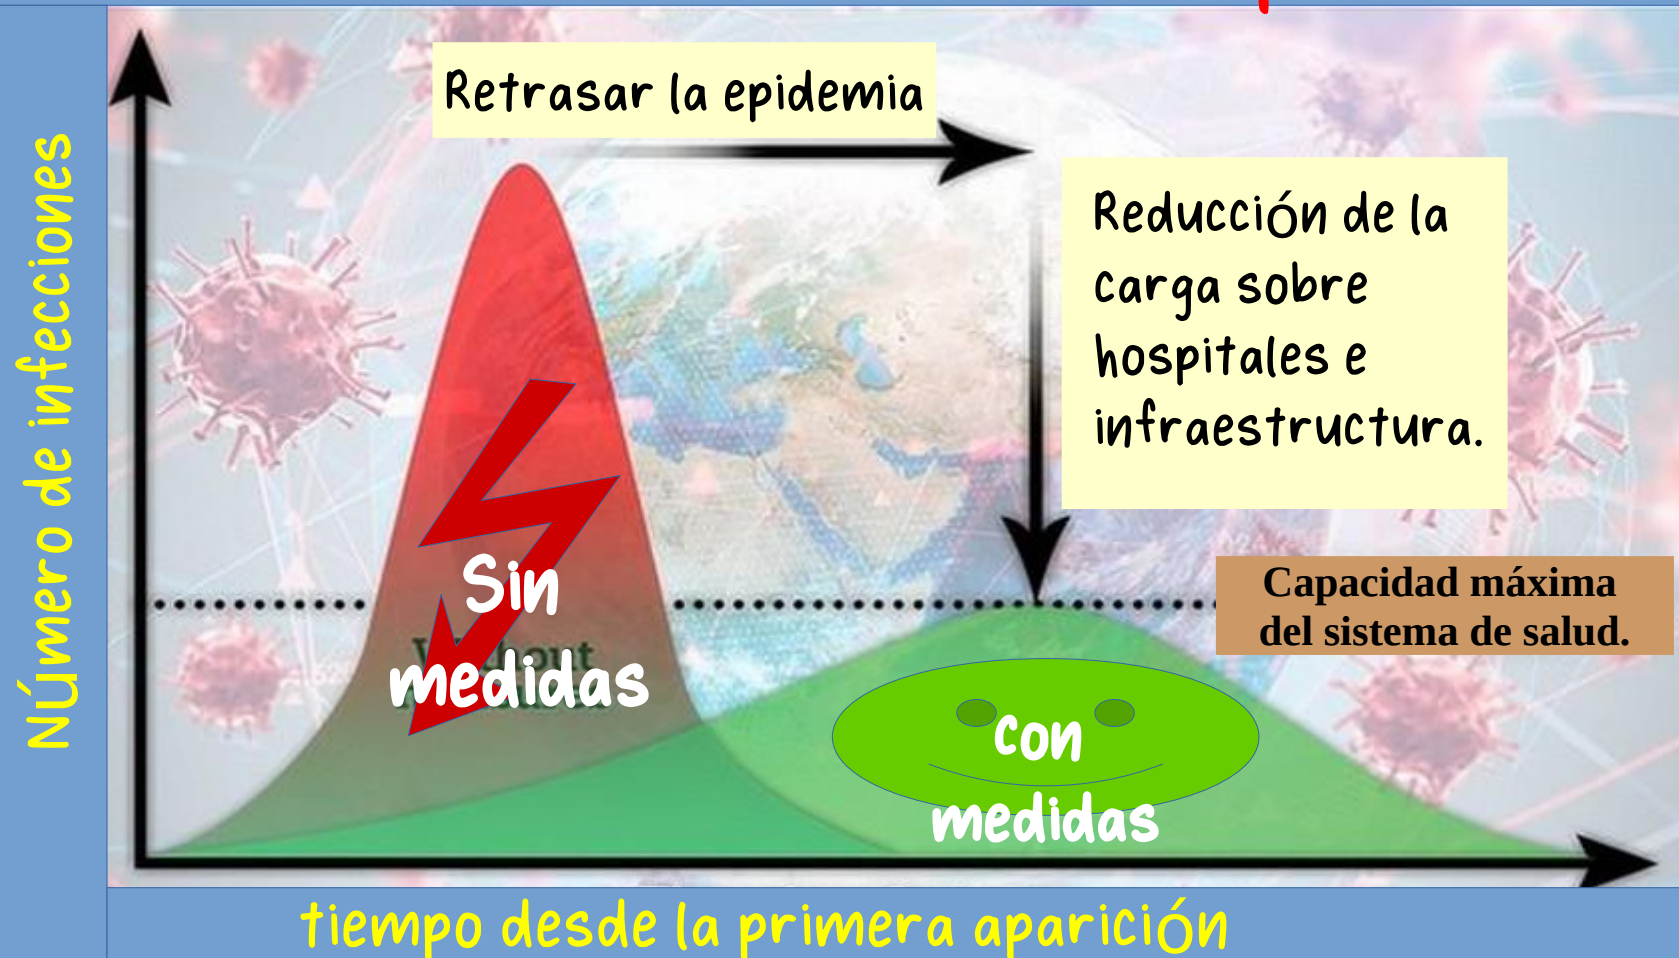 Retrasar la epidemia
Reducción de la
carga sobre
hospitales e
infraestructura.
Número de infecciones
Capacidad máxima
del sistema de salud.
Sin
medidas
Without
con
medidas
tiempo desde la primera aparición